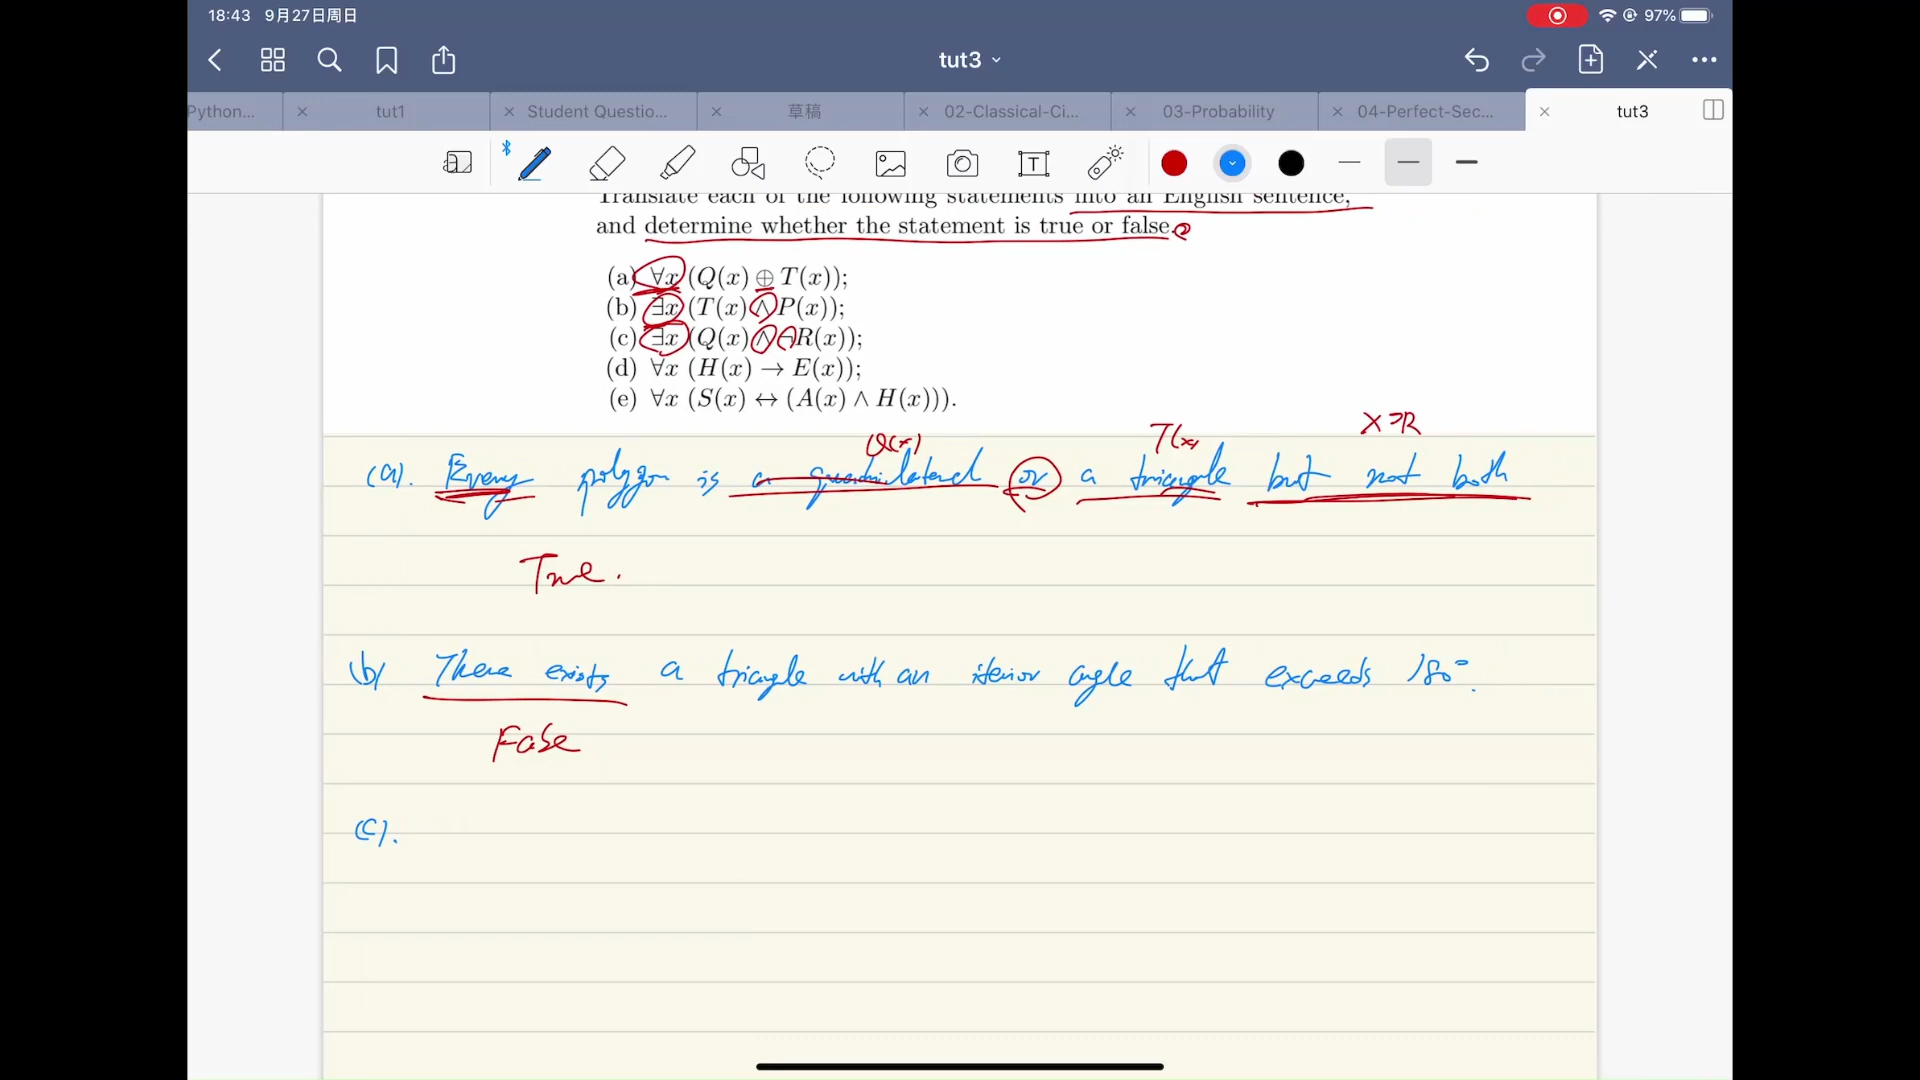 18:43 9月27日周日 97%
tut3
Python... tut1 Student Questio... 草稿 02-Classical-Ci... 03-Probability 04-Perfect-Sec... tut3
Translate each of the following statements into an English sentence,
and determine whether the statement is true or false.
(a) ∀x (Q(x) ⊕ T(x));
(b) ∃x (T(x) ∧ P(x));
(c) ∃x (Q(x) ∧ ¬R(x));
(d) ∀x (H(x) → E(x));
(e) ∀x (S(x) ↔ (A(x) ∧ H(x))).
Q(x) T(x)
(a). Every polygon is a quadrilateral or a triangle but not both
True.
(b) There exists a triangle with an iterior angle that exceeds 180°.
False
(c).